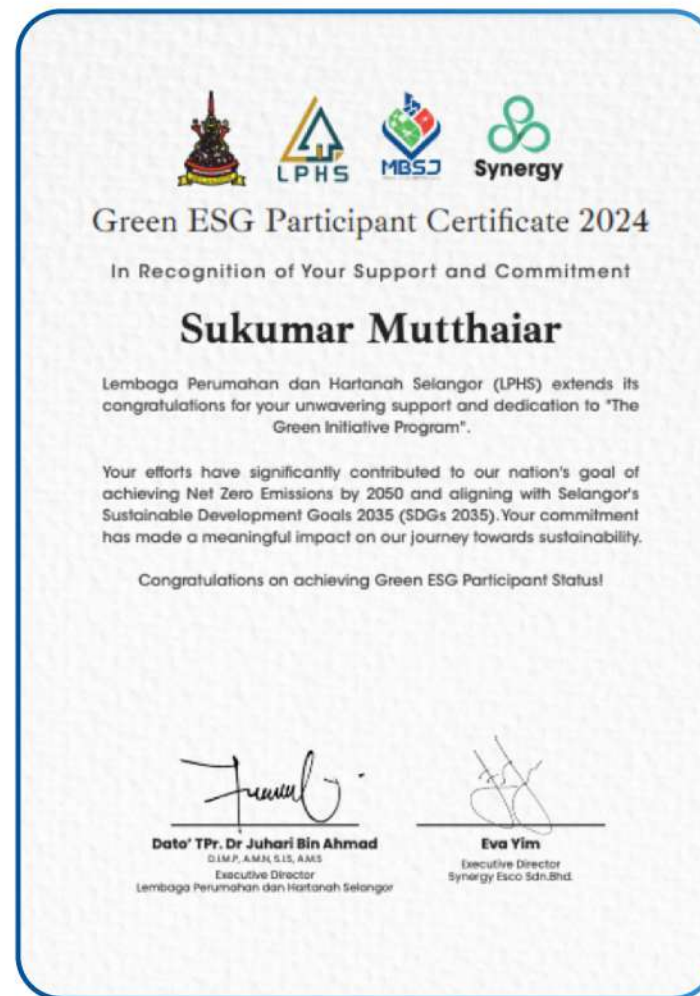 LPHS
MBSJ
Synergy
Green ESG Participant Certificate 2024
In Recognition of Your Support and Commitment
Sukumar Mutthaiar
Lembaga Perumahan dan Hartanah Selangor (LPHS) extends its
congratulations for your unwavering support and dedication to "The
Green Initiative Program".
Your efforts have significantly contributed to our nation's goal of
achieving Net Zero Emissions by 2050 and aligning with Selangor's
Sustainable Development Goals 2035 (SDGs 2035). Your commitment
has made a meaningful impact on our journey towards sustainability.
Congratulations on achieving Green ESG Participant Status!
Dato' TPr. Dr Juhari Bin Ahmad
D.I.M.P, A.M.N, S.I.S, A.M.S
Executive Director
Lembaga Perumahan dan Hartanah Selangor
Eva Yim
Executive Director
Synergy Esco Sdn.Bhd.